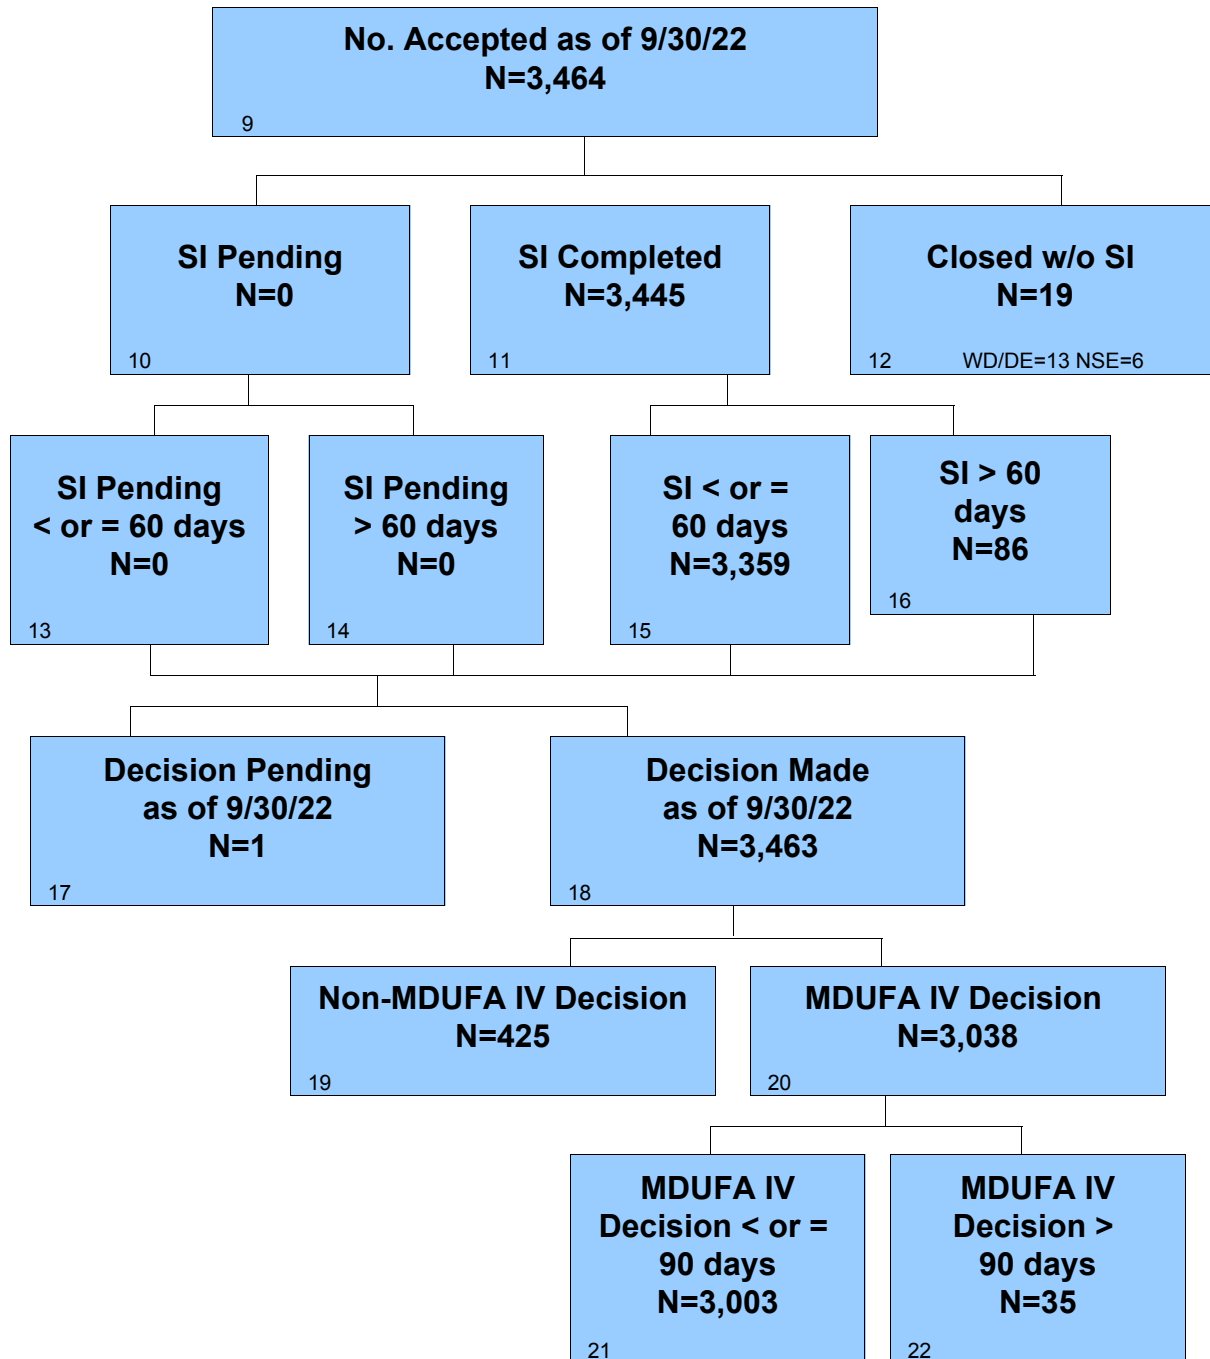 No. Accepted as of 9/30/22
N=3,464
9
SI Pending
N=0
10
SI Completed
N=3,445
11
Closed w/o SI
N=19
12 WD/DE=13 NSE=6
SI Pending
< or = 60 days
N=0
13
SI Pending
> 60 days
N=0
14
SI < or =
60 days
N=3,359
15
SI > 60
days
N=86
16
Decision Pending
as of 9/30/22
N=1
17
Decision Made
as of 9/30/22
N=3,463
18
Non-MDUFA IV Decision
N=425
19
MDUFA IV Decision
N=3,038
20
MDUFA IV
Decision < or =
90 days
N=3,003
21
MDUFA IV
Decision >
90 days
N=35
22